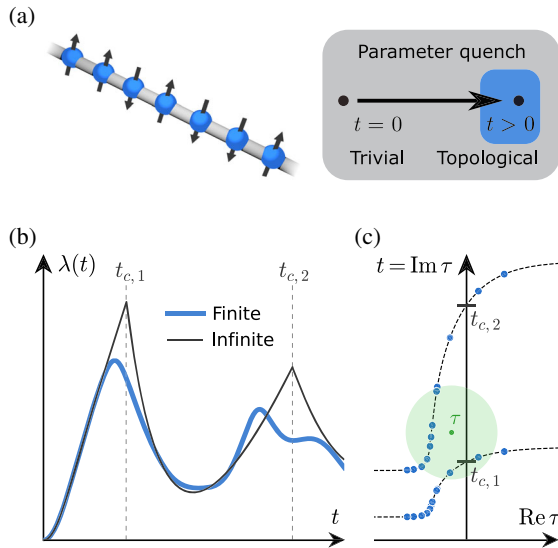 (a)
Parameter quench
t = 0
t > 0
Trivial
Topological
(b)
λ(t)
t_{c,1}
t_{c,2}
Finite
Infinite
t
(c)
t = Im τ
t_{c,2}
τ
t_{c,1}
Re τ